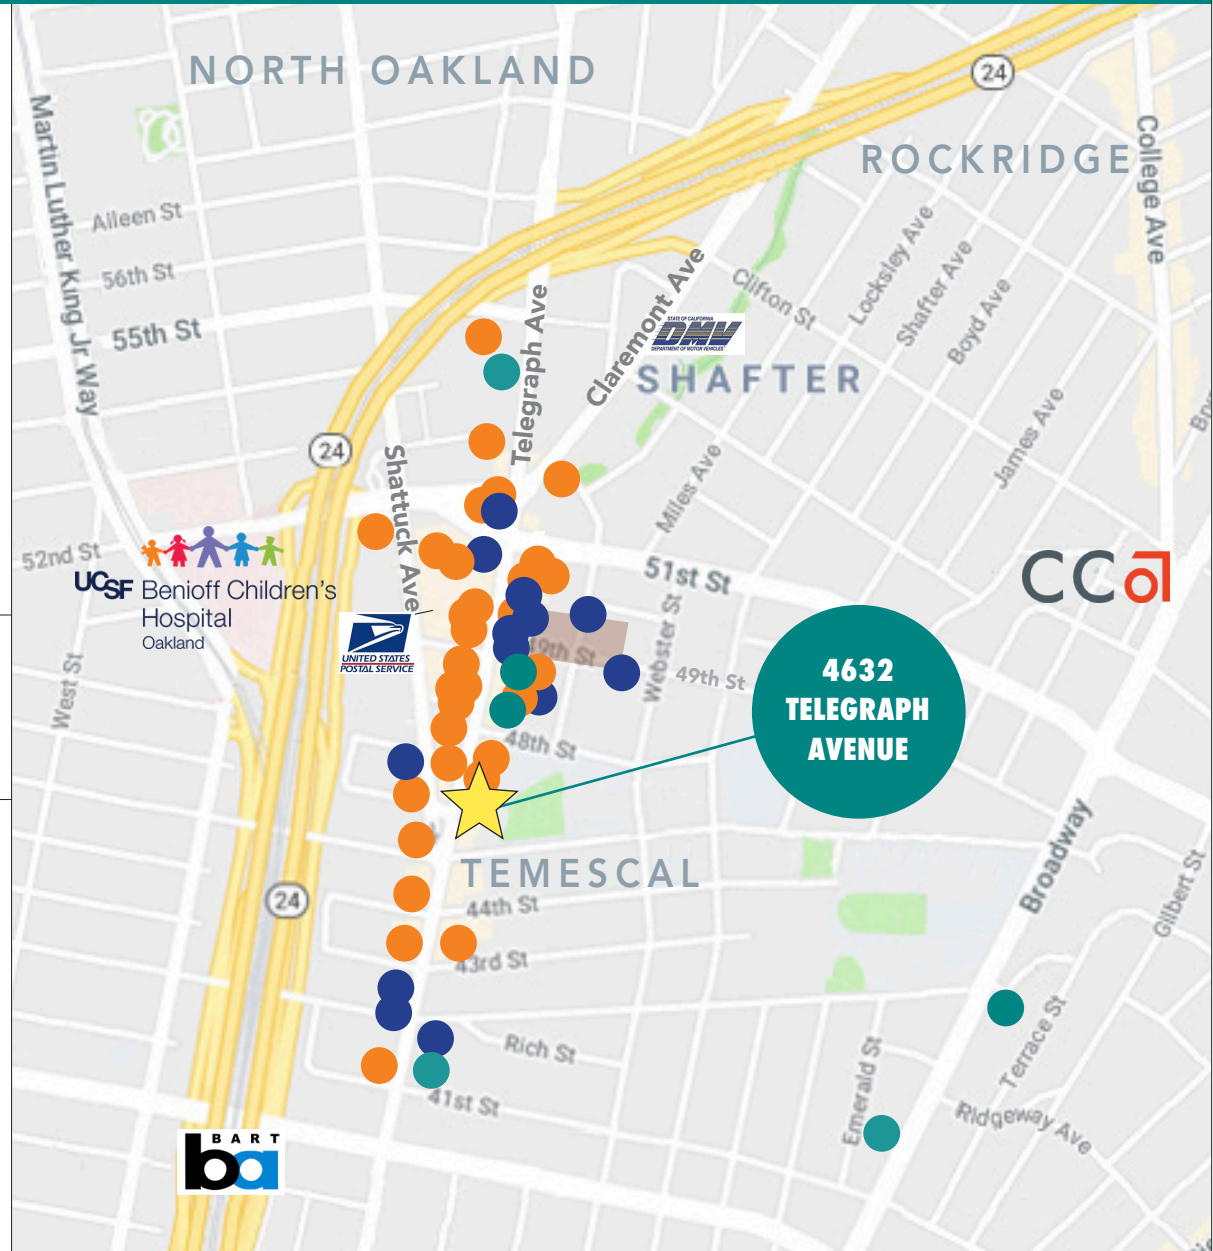 NORTH OAKLAND
24
ROCKRIDGE
Martin Luther King Jr Way
College Ave
Aileen St
56th St
55th St
Telegraph Ave
Claremont Ave
Clifton St
Locksley Ave
Shafter Ave
Boyd Ave
STATE OF CALIFORNIA
DMV
DEPARTMENT OF MOTOR VEHICLES
SHAFTER
24
Shattuck Ave
Miles Ave
James Ave
52nd St
51st St
UCSF Benioff Children's
Hospital
Oakland
CCA
UNITED STATES
POSTAL SERVICE
West St
49th St
Webster St
49th St
4632
TELEGRAPH
AVENUE
48th St
TEMESCAL
24
44th St
43rd St
Broadway
Gilbert St
Rich St
41st St
Emerald St
Terrace St
Ridgeway Ave
BART
ba